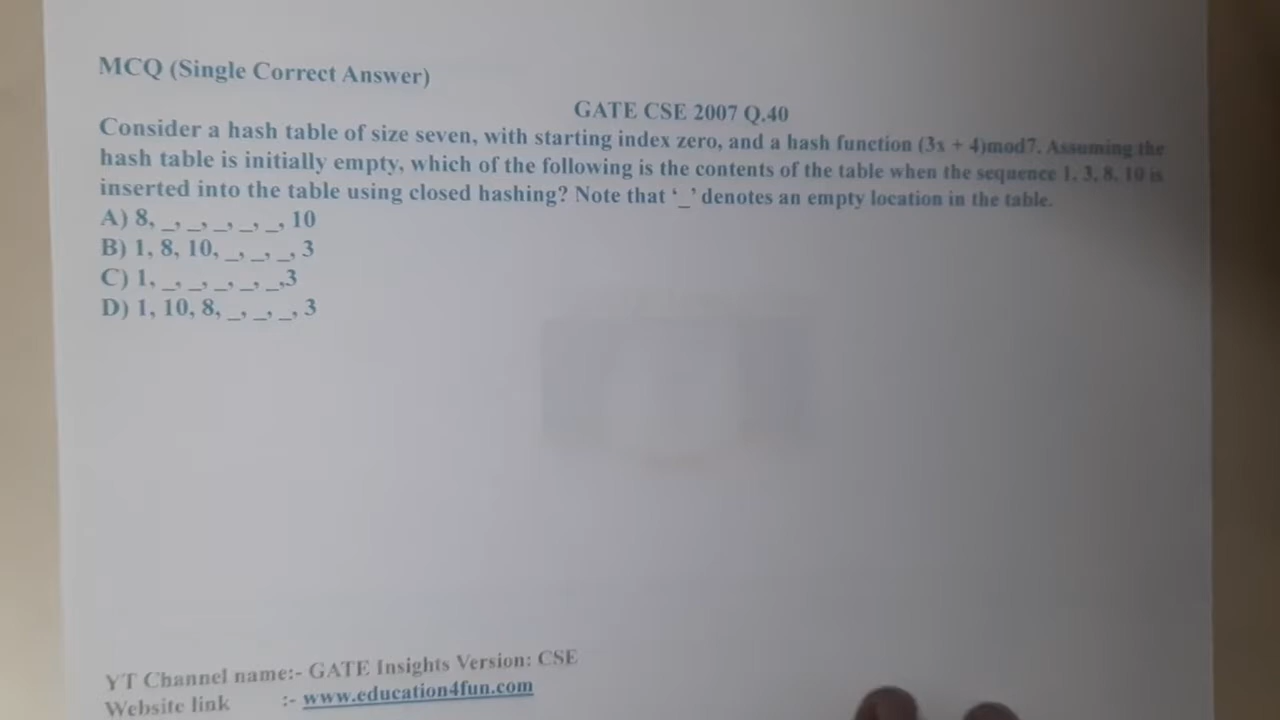 MCQ (Single Correct Answer)
GATE CSE 2007 Q.40
Consider a hash table of size seven, with starting index zero, and a hash function (3x + 4)mod7. Assuming the
hash table is initially empty, which of the following is the contents of the table when the sequence 1, 3, 8, 10 is
inserted into the table using closed hashing? Note that ‘_’ denotes an empty location in the table.
A) 8, _, _, _, _, _, 10
B) 1, 8, 10, _, _, _, 3
C) 1, _, _, _, _, _,3
D) 1, 10, 8, _, _, _, 3
YT Channel name:- GATE Insights Version: CSE
Website link :- www.education4fun.com